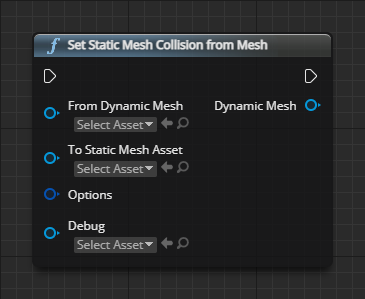 f Set Static Mesh Collision from Mesh
From Dynamic Mesh Dynamic Mesh
Select Asset
To Static Mesh Asset
Select Asset
Options
Debug
Select Asset